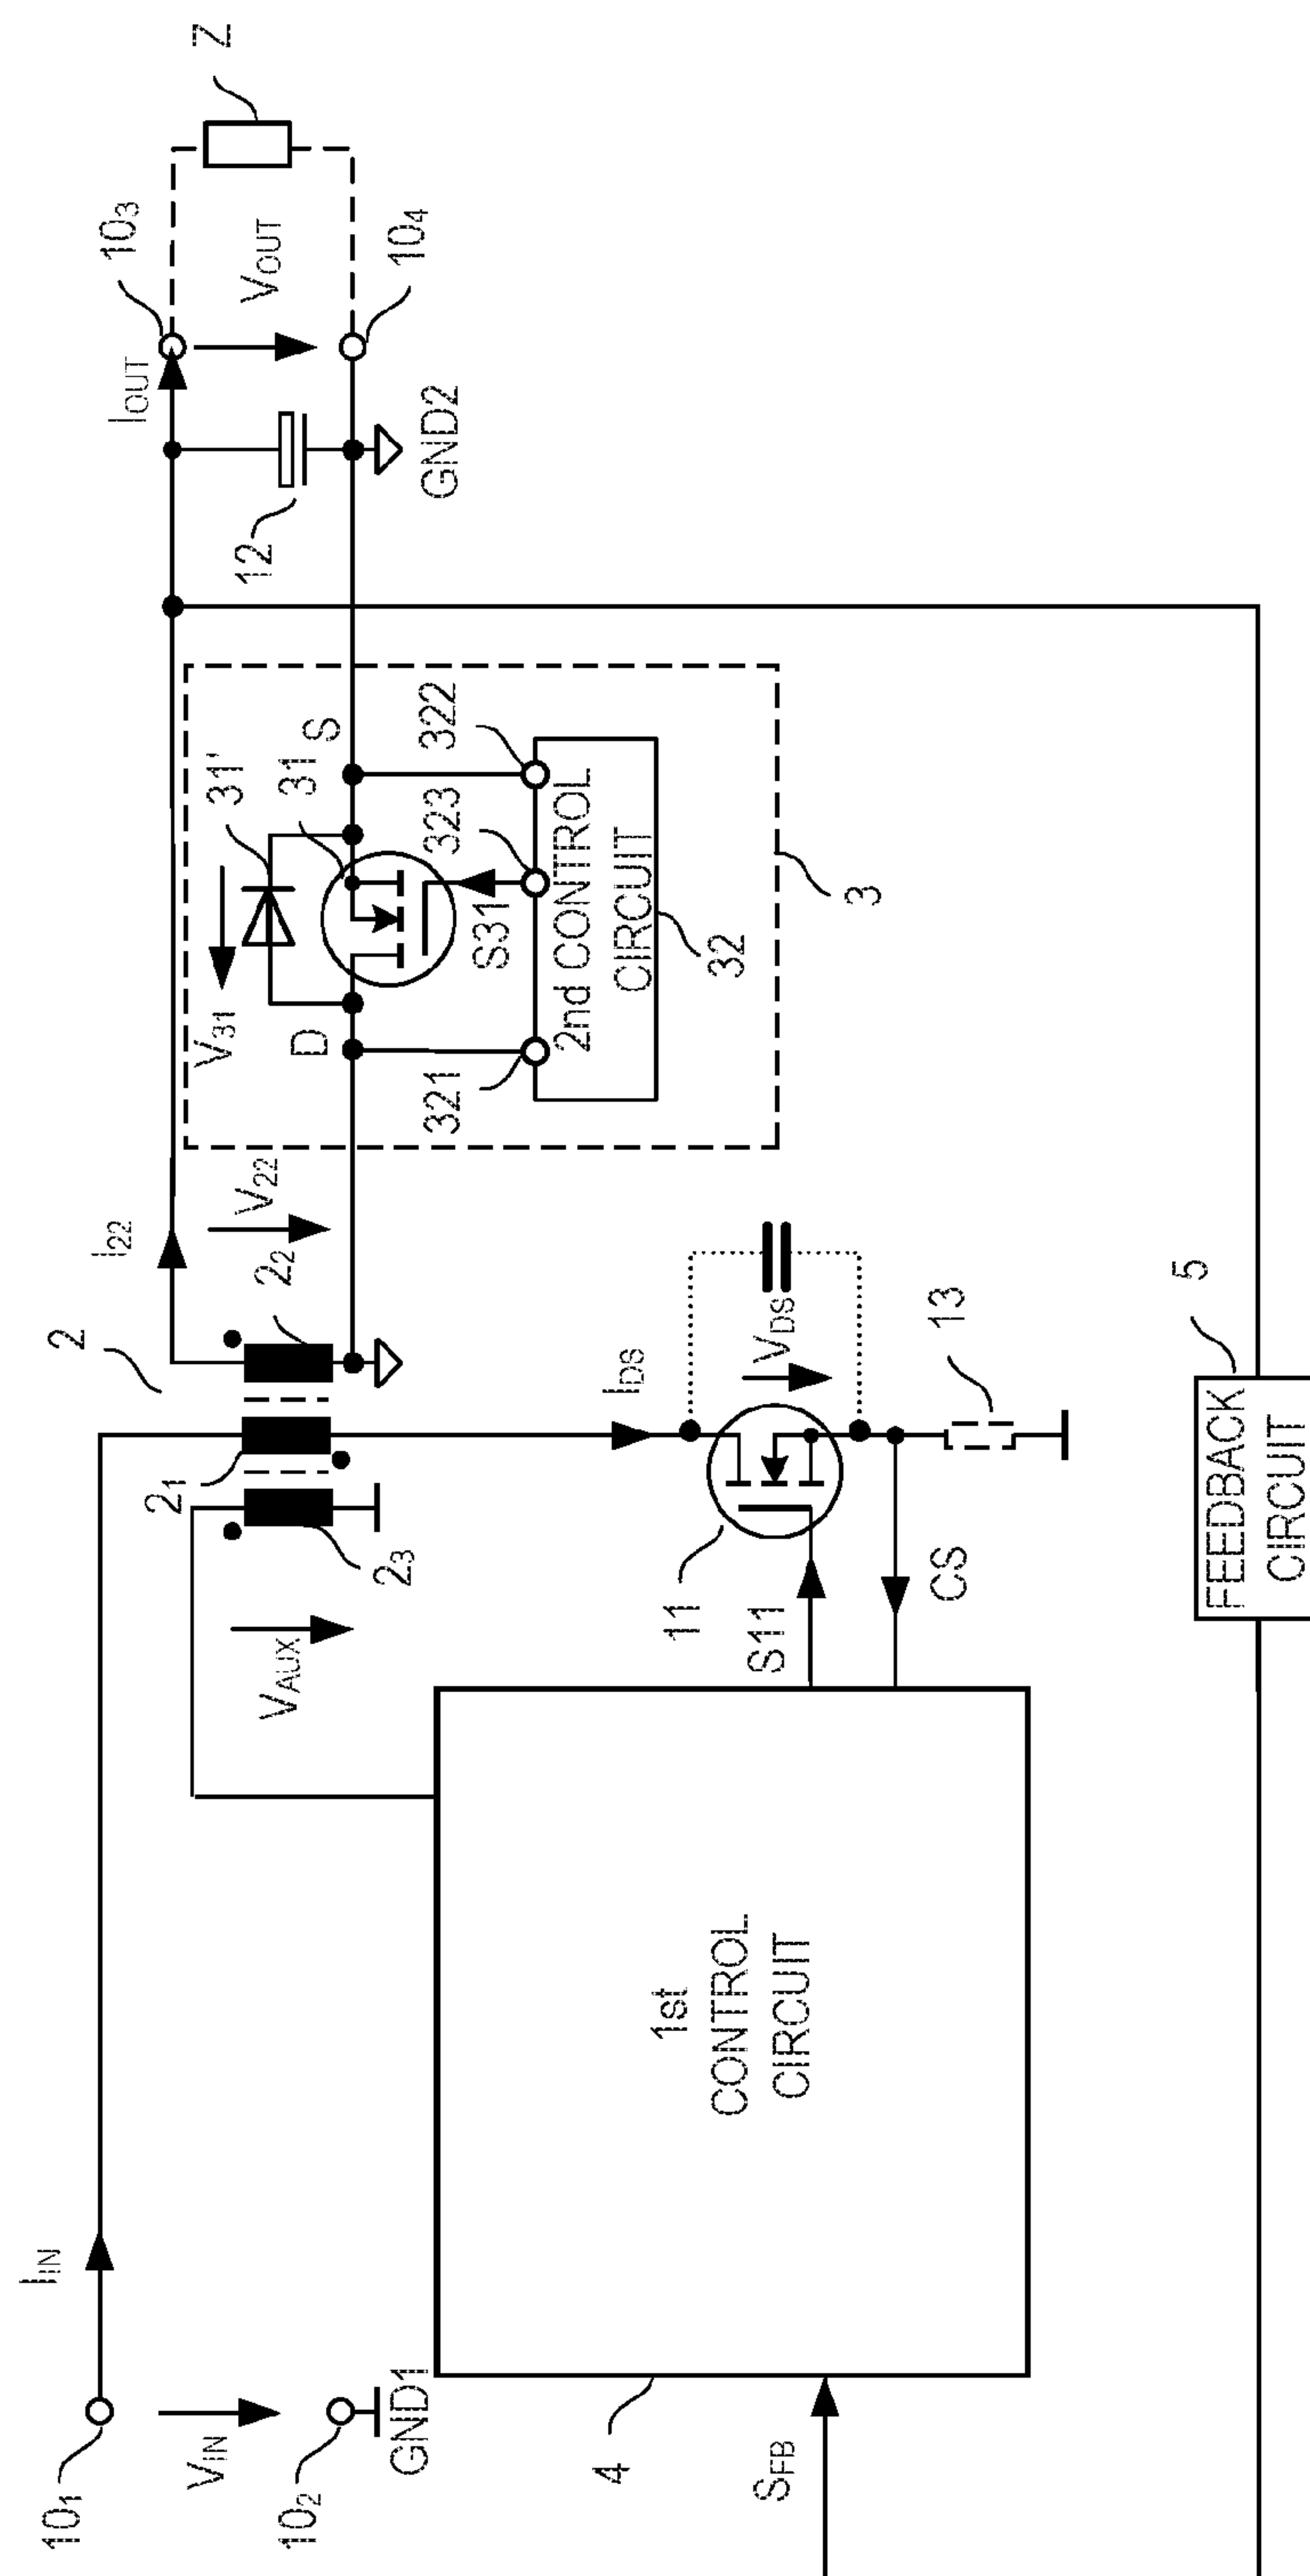 10₁
V_IN
10₂
GND1
I_IN
4
S_FB
1st
CONTROL
CIRCUIT
V_AUX
2
2₁
2₂
2₃
I₂₂
V₂₂
11
S11
CS
I_DS
V_DS
13
5
FEEDBACK
CIRCUIT
V₃₁
31'
31
D
S
321
S31
323
322
2nd CONTROL
CIRCUIT
32
3
12
GND2
I_OUT
10₃
V_OUT
10₄
Z